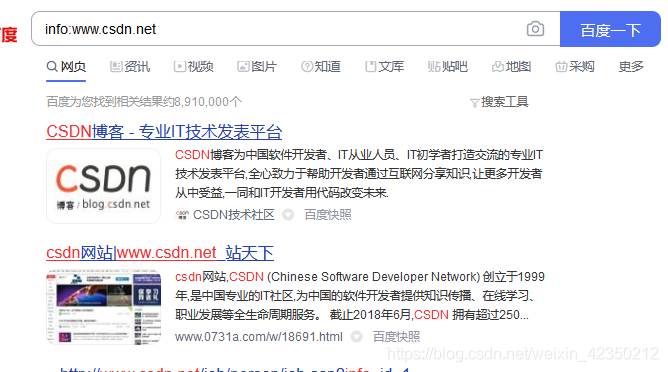 百度
info:www.csdn.net
百度一下
网页 资讯 视频 图片 知道 文库 贴吧 地图 采购 更多
百度为您找到相关结果约8,910,000个
搜索工具
CSDN博客 - 专业IT技术发表平台
CSDN
博客 / blog csdn net
CSDN博客为中国软件开发者、IT从业人员、IT初学者打造交流的专业IT
技术发表平台,全心致力于帮助开发者通过互联网分享知识,让更多开发者
从中受益,一同和IT开发者用代码改变未来.
CSDN技术社区 百度快照
csdn网站|www.csdn.net_站天下
csdn网站,CSDN (Chinese Software Developer Network) 创立于1999
年,是中国专业的IT社区,为中国的软件开发者提供知识传播、在线学习、
职业发展等全生命周期服务。 截止2018年6月,CSDN 拥有超过250...
www.0731a.com/w/18691.html 百度快照
https://blog.csdn.net/weixin_42350212